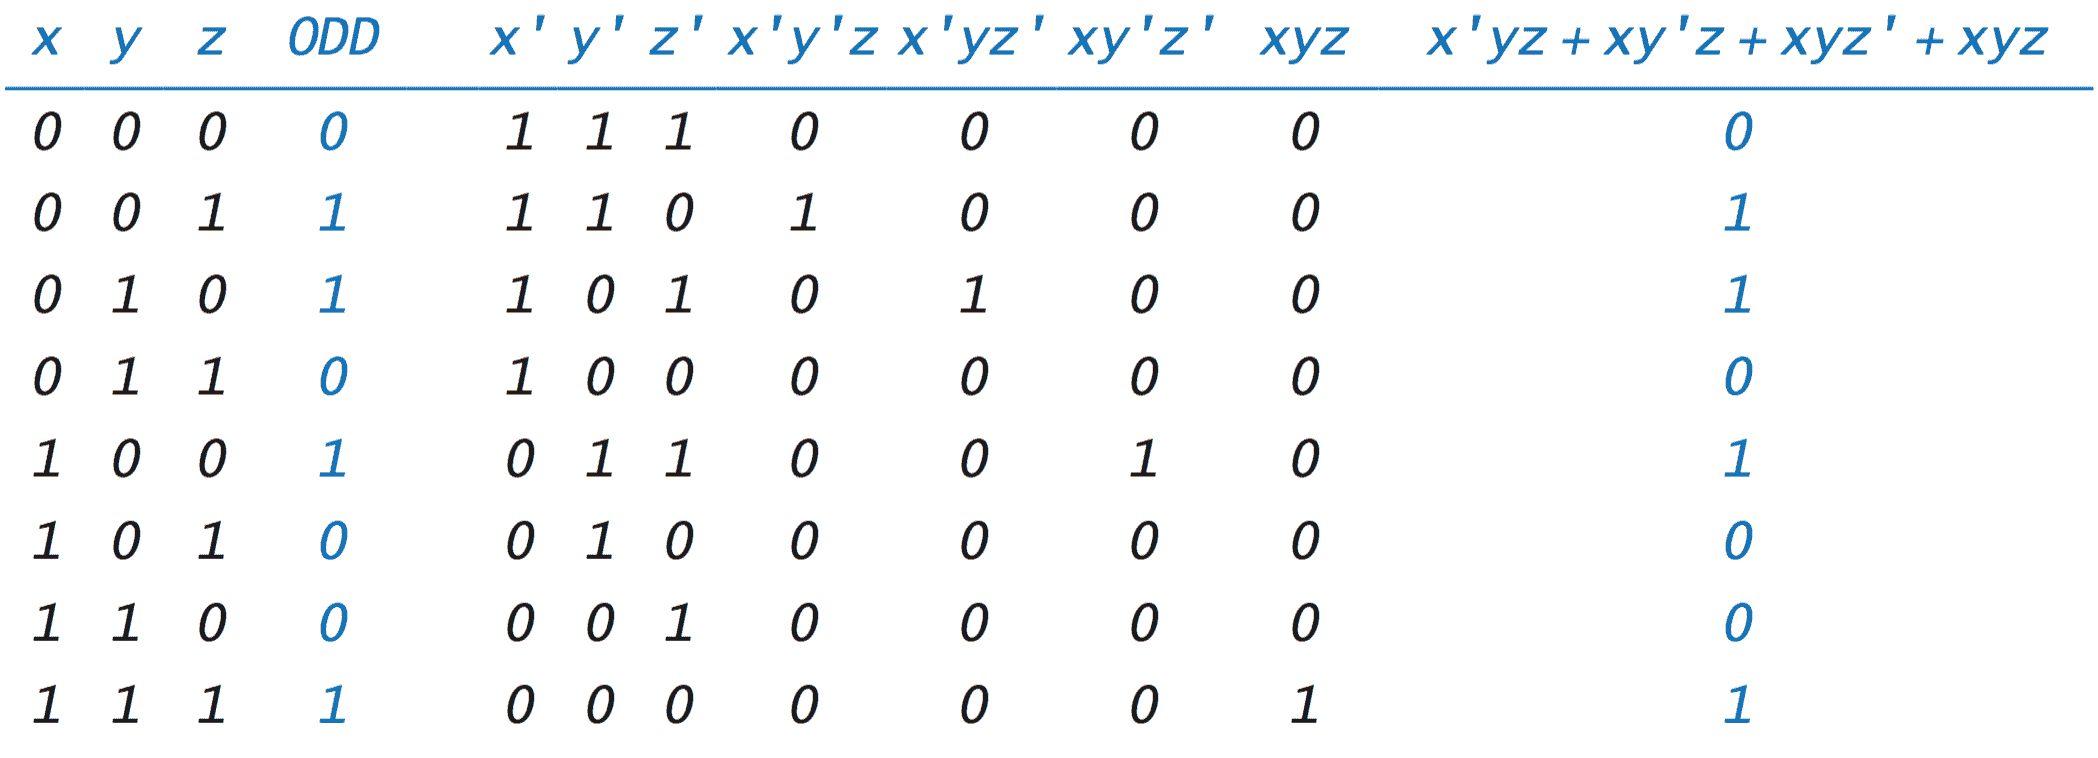 x y z ODD x' y' z' x'y'z x'yz' xy'z' xyz x'yz + xy'z + xyz' + xyz
0 0 0 0 1 1 1 0 0 0 0 0
0 0 1 1 1 1 0 1 0 0 0 1
0 1 0 1 1 0 1 0 1 0 0 1
0 1 1 0 1 0 0 0 0 0 0 0
1 0 0 1 0 1 1 0 0 1 0 1
1 0 1 0 0 1 0 0 0 0 0 0
1 1 0 0 0 0 1 0 0 0 0 0
1 1 1 1 0 0 0 0 0 0 1 1